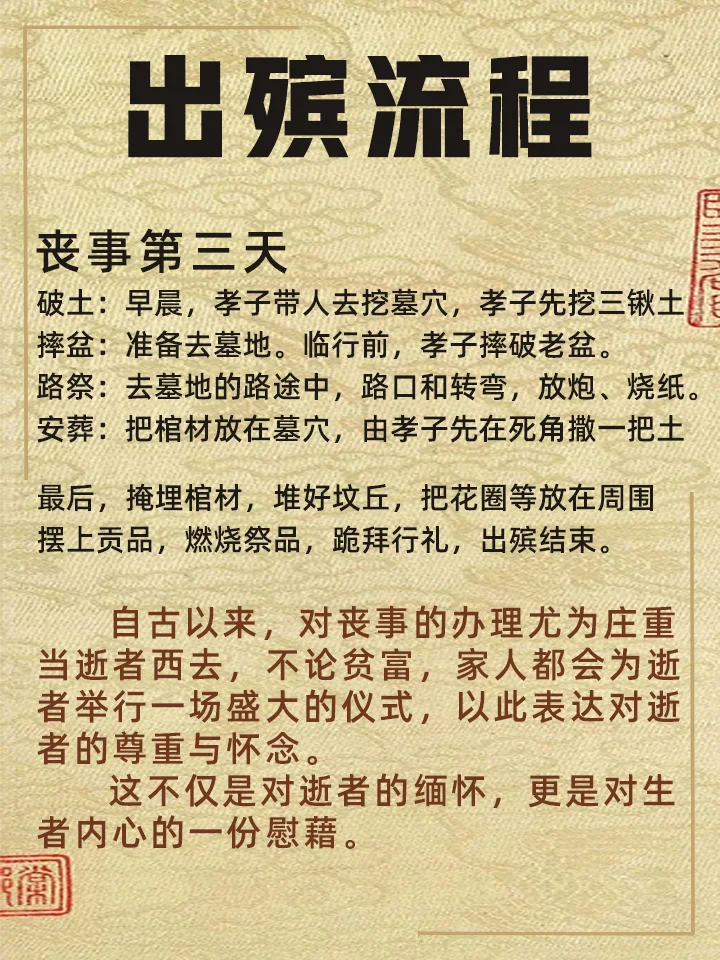 出殡流程
丧事第三天
破土：早晨，孝子带人去挖墓穴，孝子先挖三锹土
摔盆：准备去墓地。临行前，孝子摔破老盆。
路祭：去墓地的路途中，路口和转弯，放炮、烧纸。
安葬：把棺材放在墓穴，由孝子先在死角撒一把土
最后，掩埋棺材，堆好坟丘，把花圈等放在周围
摆上贡品，燃烧祭品，跪拜行礼，出殡结束。
自古以来，对丧事的办理尤为庄重
当逝者西去，不论贫富，家人都会为逝
者举行一场盛大的仪式，以此表达对逝
者的尊重与怀念。
这不仅是对逝者的缅怀，更是对生
者内心的一份慰藉。